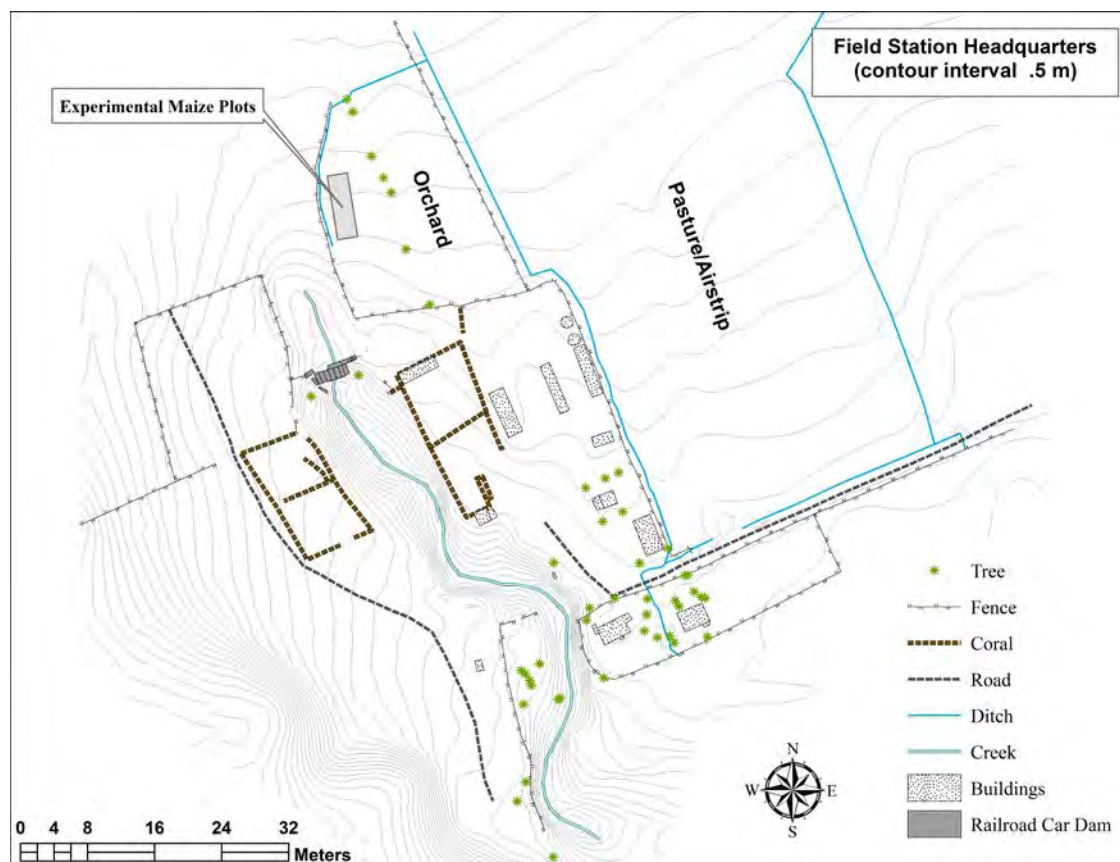 Field Station Headquarters
(contour interval .5 m)
Experimental Maize Plots
Orchard
Pasture/Airstrip
Tree
Fence
Coral
Road
Ditch
Creek
Buildings
Railroad Car Dam
N
W E
S
0 2 4 8 16 24 32
Meters